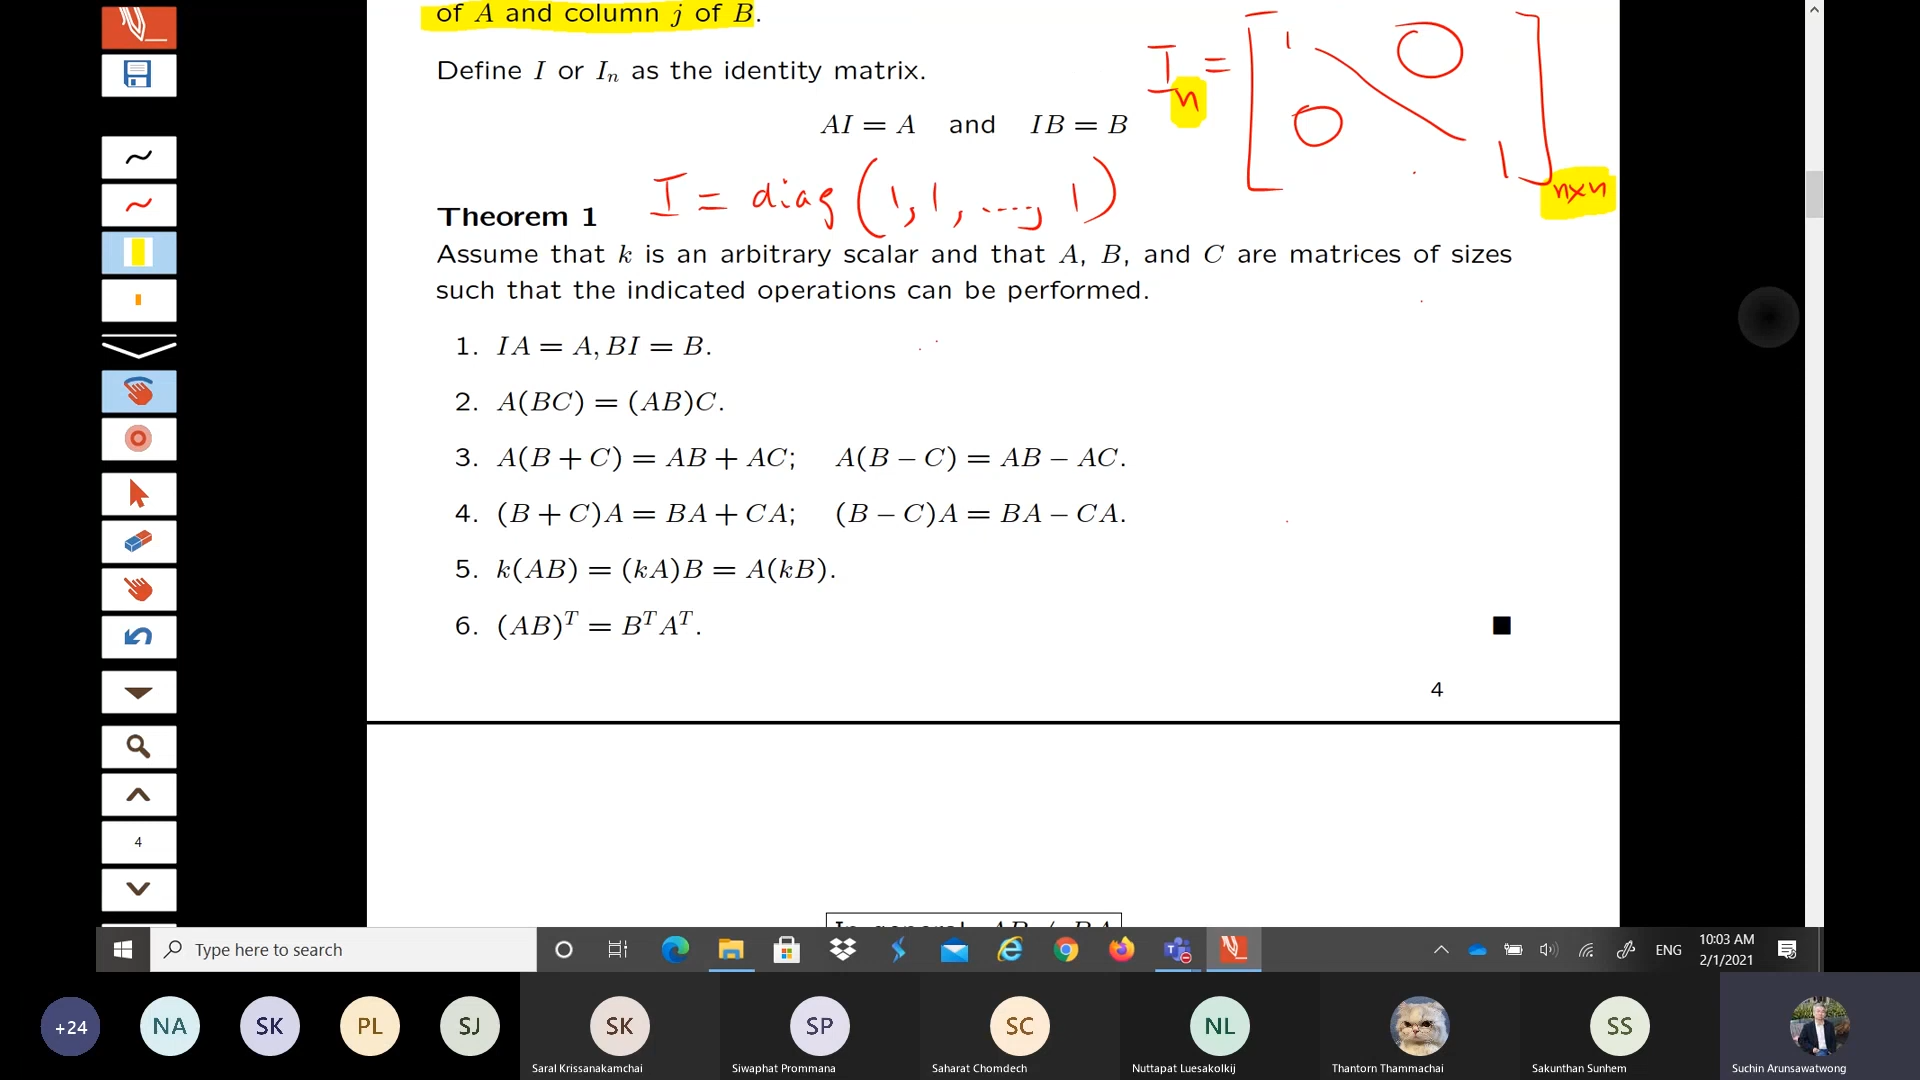 of A and column j of B.
Define I or Iₙ as the identity matrix.
AI = A and IB = B
Iₙ = [1 0 0 1] n×n
I = diag (1, 1, ...., 1)
Theorem 1
Assume that k is an arbitrary scalar and that A, B, and C are matrices of sizes
such that the indicated operations can be performed.
1. IA = A, BI = B.
2. A(BC) = (AB)C.
3. A(B + C) = AB + AC; A(B − C) = AB − AC.
4. (B + C)A = BA + CA; (B − C)A = BA − CA.
5. k(AB) = (kA)B = A(kB).
6. (AB)ᵀ = BᵀAᵀ.
4
4
Type here to search
ENG
10:03 AM
2/1/2021
+24
NA
SK
PL
SJ
SK
SP
SC
NL
SS
Saral Krissanakamchai
Siwaphat Prommana
Saharat Chomdech
Nuttapat Luesakolkij
Thantorn Thammachai
Sakunthan Sunhem
Suchin Arunsawatwong